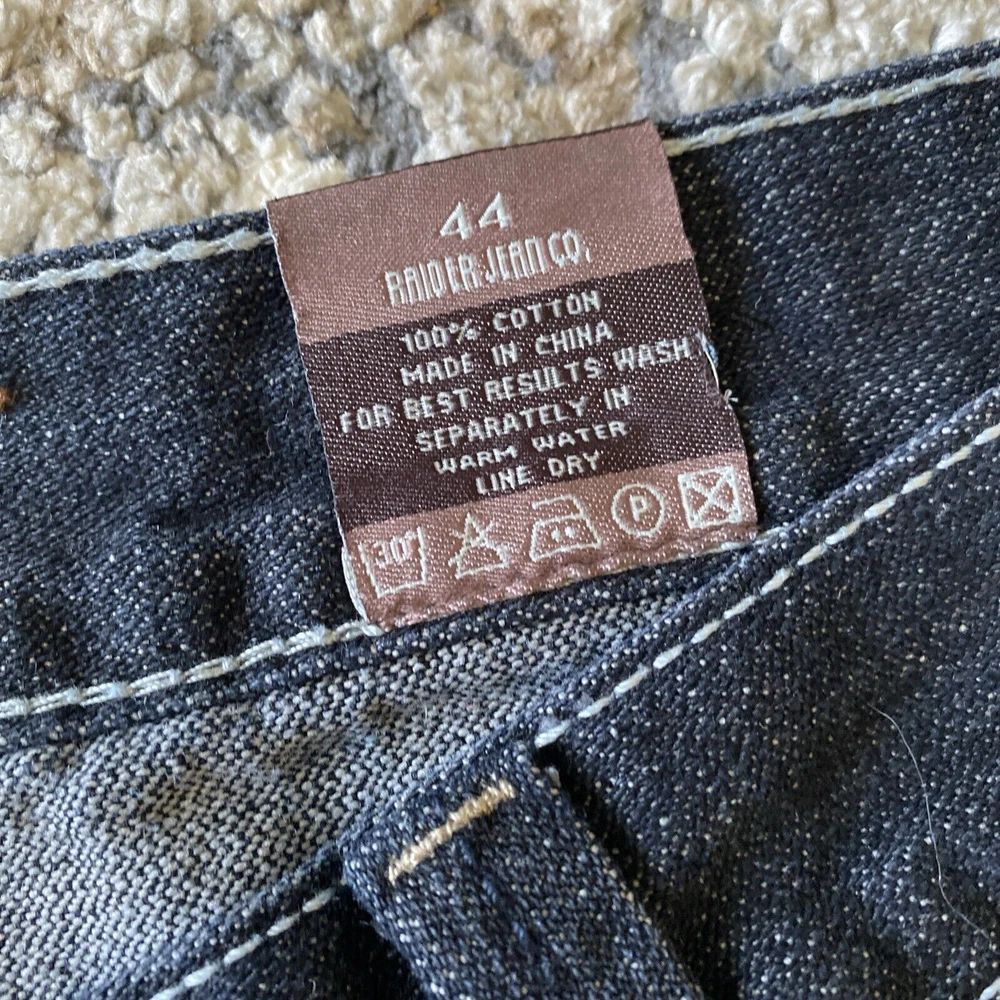 44
RAIDER JEAN CO.
100% COTTON
MADE IN CHINA
FOR BEST RESULTS WASH
SEPARATELY IN
WARM WATER
LINE DRY
30° P